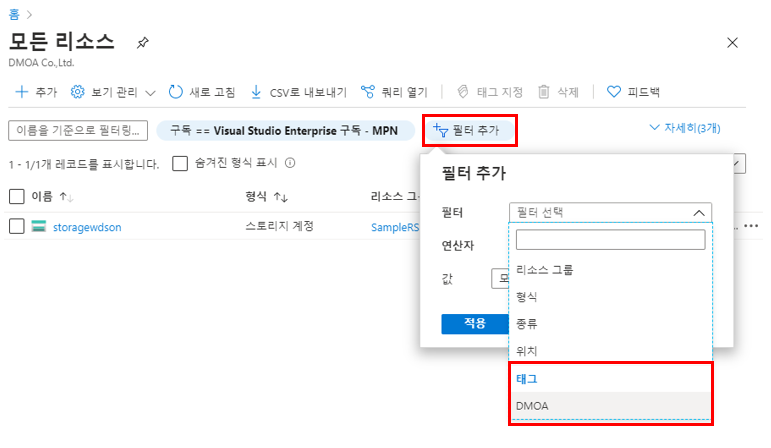 홈 >
모든 리소스
DMOA Co.,Ltd.
추가 보기 관리 새로 고침 CSV로 내보내기 쿼리 열기 태그 지정 삭제 피드백
이름을 기준으로 필터링... 구독 == Visual Studio Enterprise 구독 - MPN 필터 추가 자세히(3개)
1 - 1/1개 레코드를 표시합니다. 숨겨진 형식 표시
이름 형식 리소스 그
storagewdson 스토리지 계정 SampleRS
필터 추가
필터 필터 선택
연산자
값
리소스 그룹
형식
종류
위치
적용
태그
DMOA